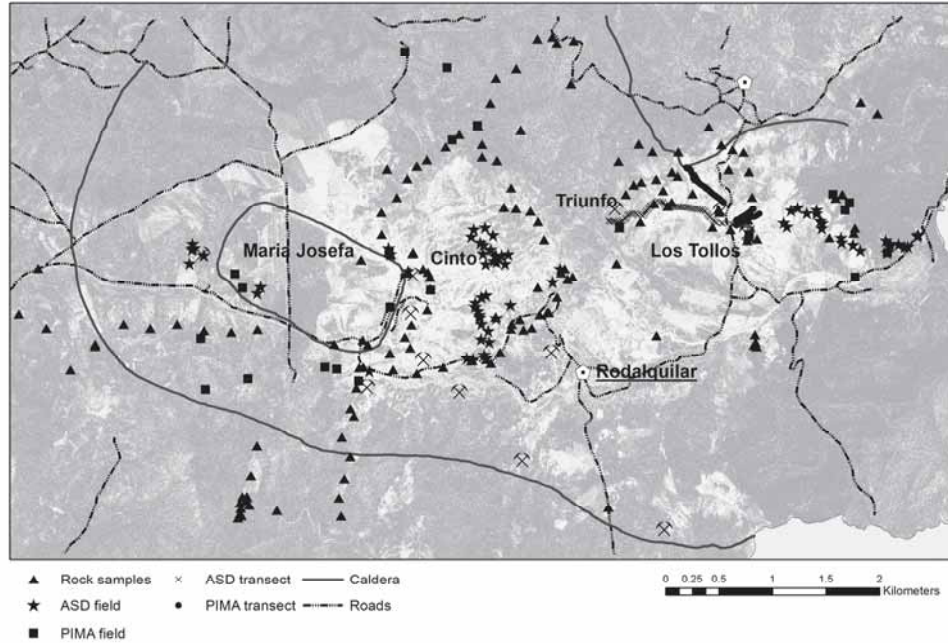 Triunfo
Maria Josefa
Cinto
Los Tollos
Rodalquilar
Rock samples
ASD transect
Caldera
ASD field
PIMA transect
Roads
PIMA field
0 0.25 0.5 1 1.5 2
Kilometers